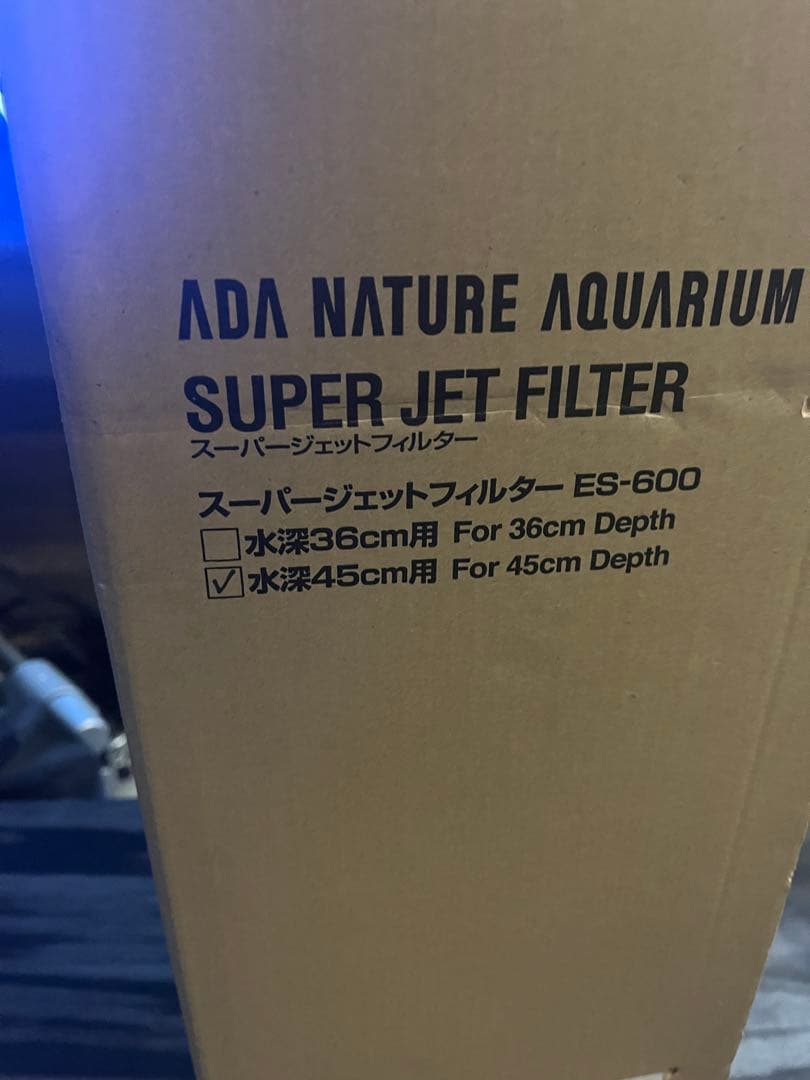 ADA NATURE AQUARIUM
SUPER JET FILTER
スーパージェットフィルター
スーパージェットフィルター ES-600
水深36cm用 For 36cm Depth
水深45cm用 For 45cm Depth